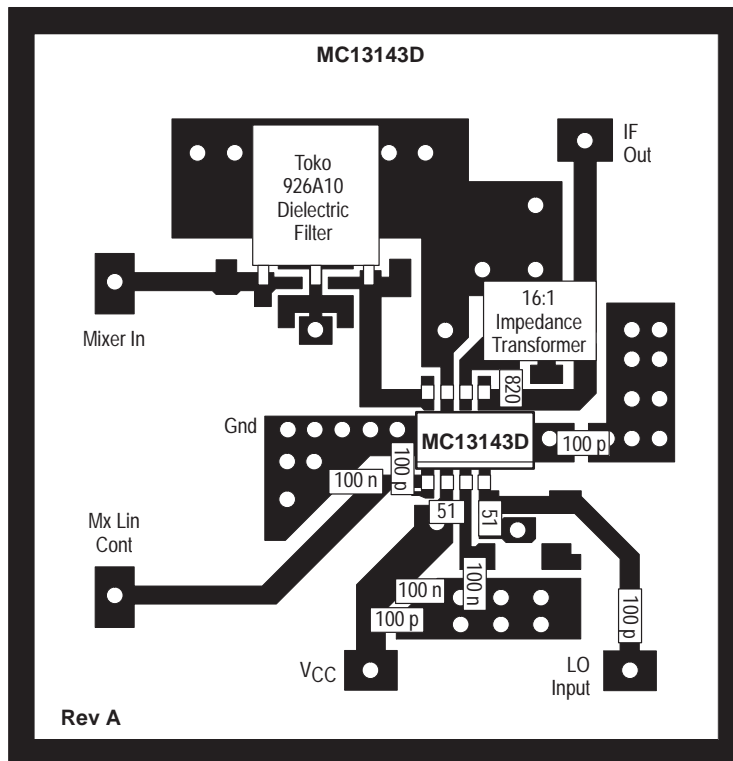 MC13143D
IF
Out
Toko
926A10
Dielectric
Filter
16:1
Impedance
Transformer
Mixer In
820
Gnd
MC13143D
100 p
100 p
100 n
51
51
Mx Lin
Cont
100 n
100 n
100 p
100 p
VCC
LO
Input
Rev A